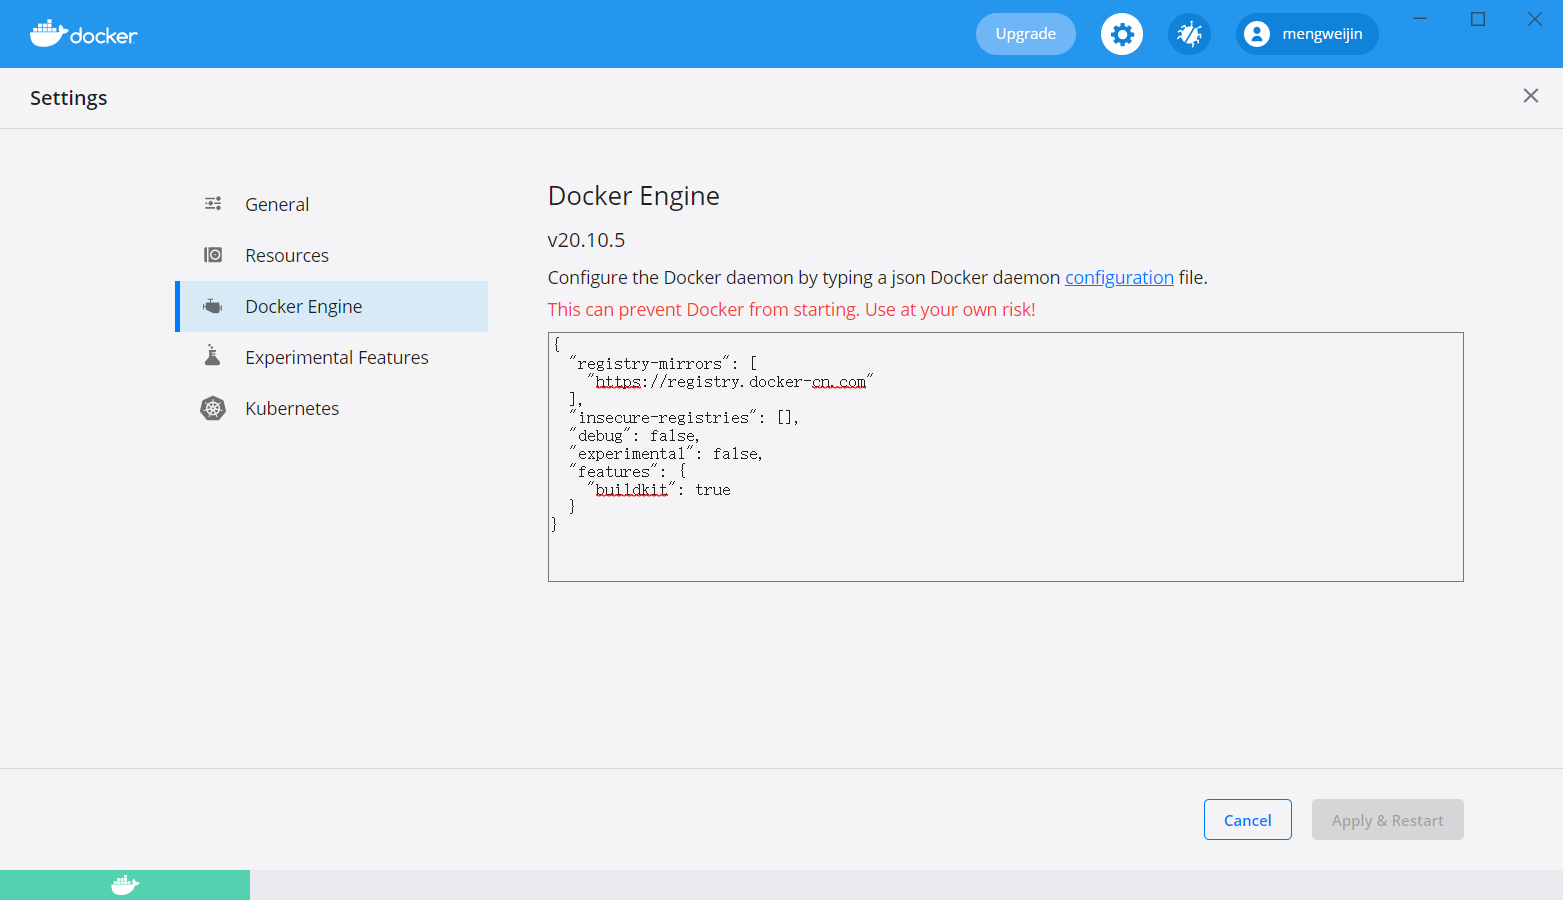 docker
Upgrade
mengweijin
Settings
General
Resources
Docker Engine
Experimental Features
Kubernetes
Docker Engine
v20.10.5
Configure the Docker daemon by typing a json Docker daemon configuration file.
This can prevent Docker from starting. Use at your own risk!
{
  "registry-mirrors": [
    "https://registry.docker-cn.com"
  ],
  "insecure-registries": [],
  "debug": false,
  "experimental": false,
  "features": {
    "buildkit": true
  }
}
Cancel
Apply & Restart